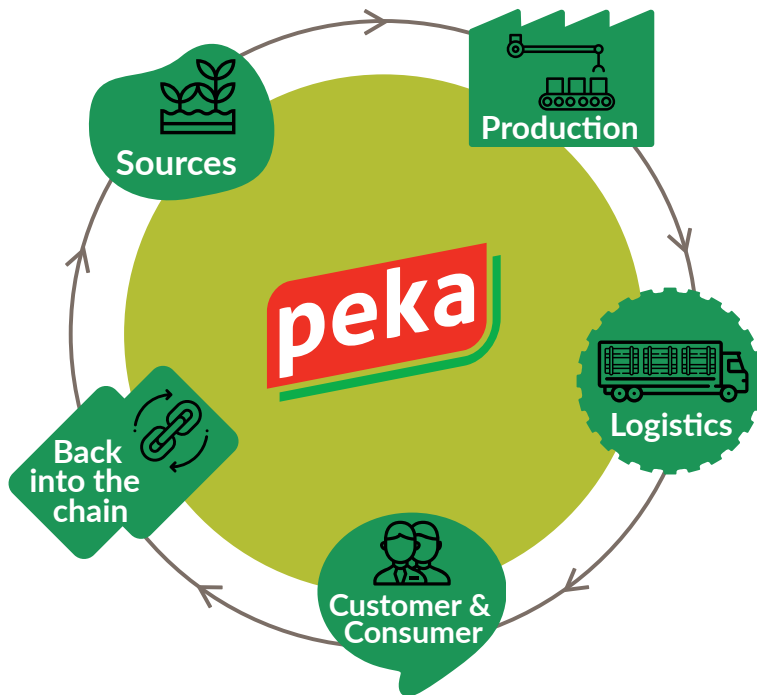 Sources
Production
peka
Logistics
Back
into the
chain
Customer &
Consumer